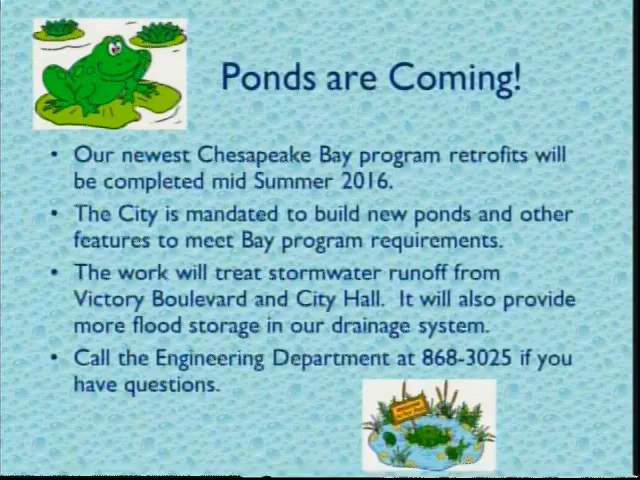 Ponds are Coming!
• Our newest Chesapeake Bay program retrofits will
be completed mid Summer 2016.
• The City is mandated to build new ponds and other
features to meet Bay program requirements.
• The work will treat stormwater runoff from
Victory Boulevard and City Hall. It will also provide
more flood storage in our drainage system.
• Call the Engineering Department at 868-3025 if you
have questions.